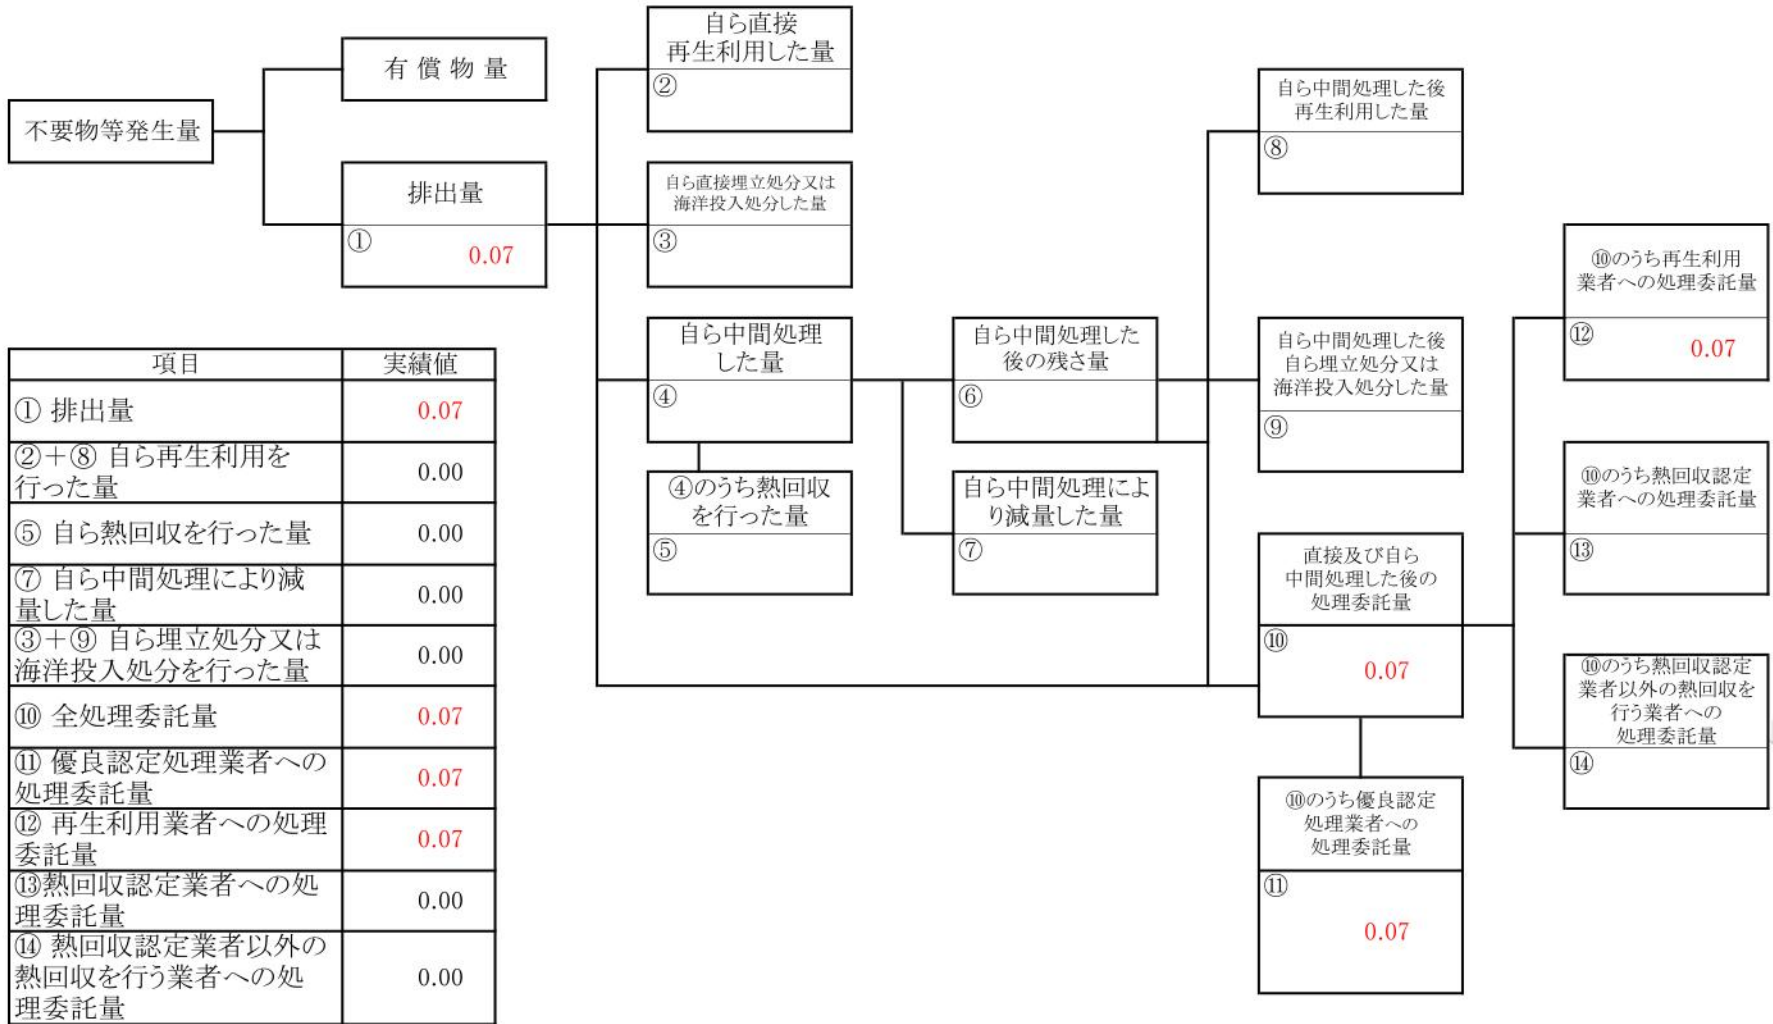 不要物等発生量
有償物量
排出量
①
0.07
自ら直接
再生利用した量
②
自ら直接埋立処分又は
海洋投入処分した量
③
自ら中間処理
した量
④
④のうち熱回収
を行った量
⑤
自ら中間処理した
後の残さ量
⑥
自ら中間処理によ
り減量した量
⑦
自ら中間処理した後
再生利用した量
⑧
自ら中間処理した後
自ら埋立処分又は
海洋投入処分した量
⑨
直接及び自ら
中間処理した後の
処理委託量
⑩
0.07
⑩のうち優良認定
処理業者への
処理委託量
⑪
0.07
⑩のうち再生利用
業者への処理委託量
⑫
0.07
⑩のうち熱回収認定
業者への処理委託量
⑬
⑩のうち熱回収認定
業者以外の熱回収を
行う業者への
処理委託量
⑭
項目 実績値
① 排出量 0.07
②+⑧ 自ら再生利用を
行った量 0.00
⑤ 自ら熱回収を行った量 0.00
⑦ 自ら中間処理により減
量した量 0.00
③+⑨ 自ら埋立処分又は
海洋投入処分を行った量 0.00
⑩ 全処理委託量 0.07
⑪ 優良認定処理業者への
処理委託量 0.07
⑫ 再生利用業者への処理
委託量 0.07
⑬熱回収認定業者への処
理委託量 0.00
⑭ 熱回収認定業者以外の
熱回収を行う業者への処
理委託量 0.00